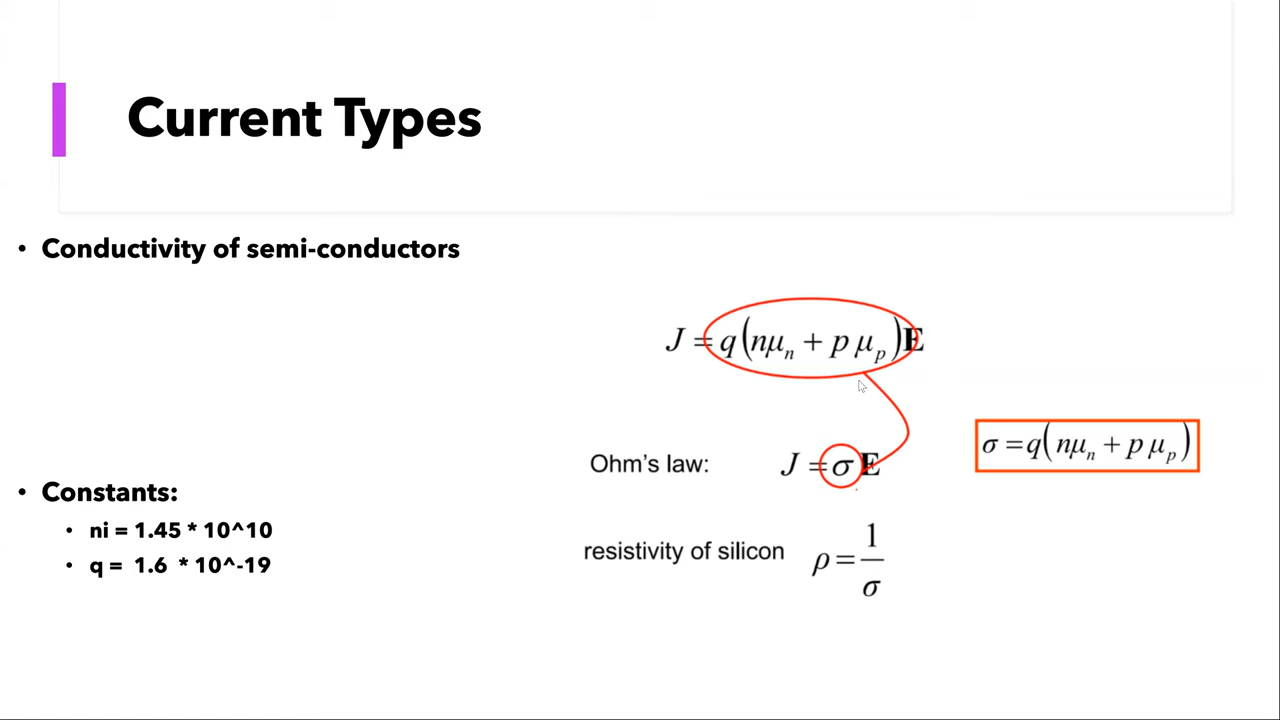 Current Types
• Conductivity of semi-conductors
J = q(nμₙ + p μₚ)E
Ohm's law: J = σE
σ = q(nμₙ + p μₚ)
• Constants:
• ni = 1.45 * 10^10
• q = 1.6 * 10^-19
resistivity of silicon ρ = 1/σ